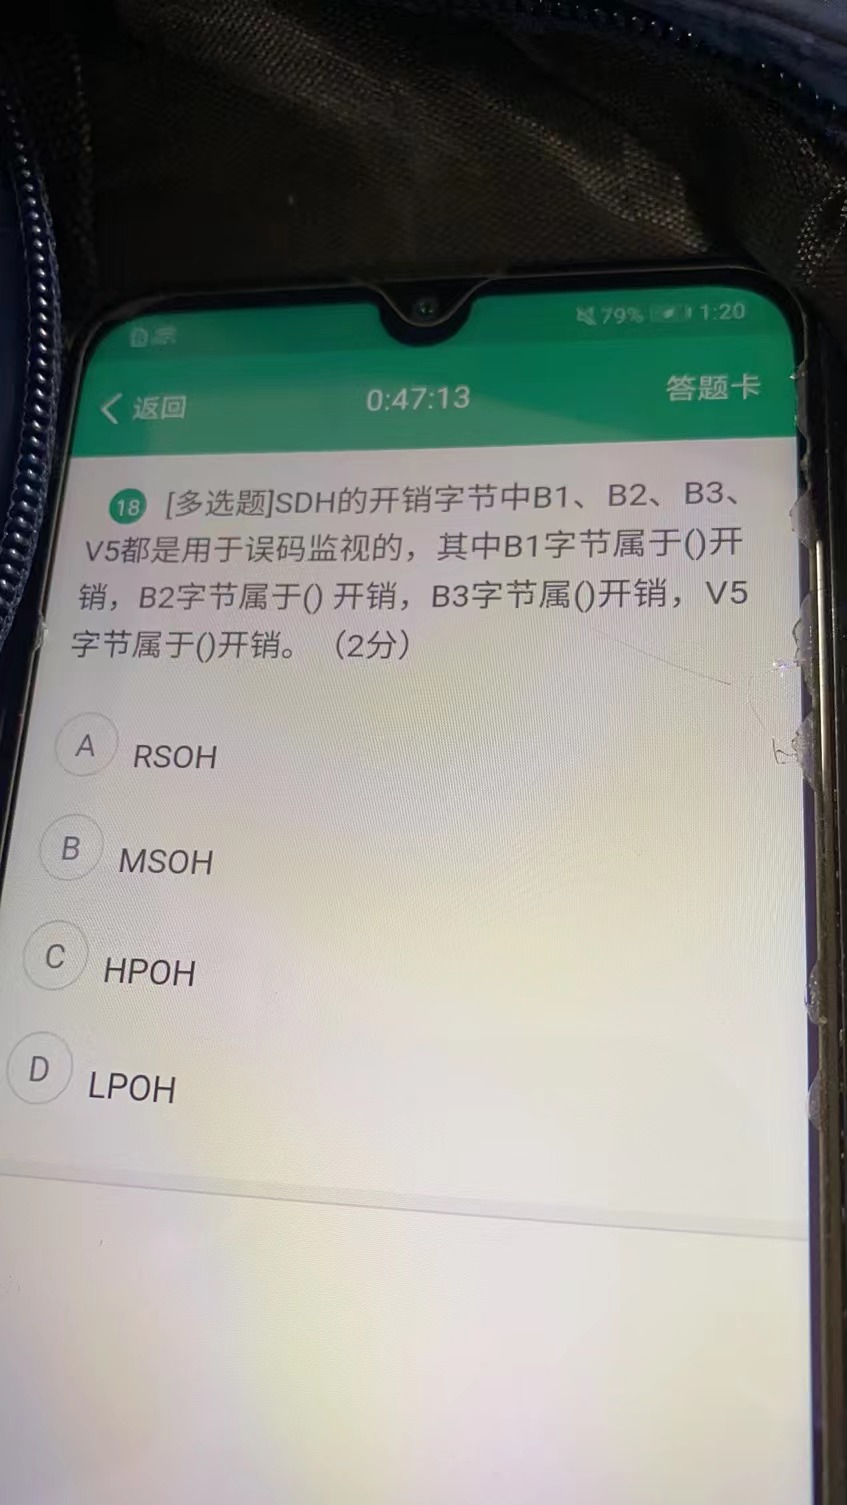 79% 1:20
返回 0:47:13 答题卡
18 [多选题]SDH的开销字节中B1、B2、B3、
V5都是用于误码监视的，其中B1字节属于()开
销，B2字节属于() 开销，B3字节属()开销，V5
字节属于()开销。（2分）
A RSOH
B MSOH
C HPOH
D LPOH